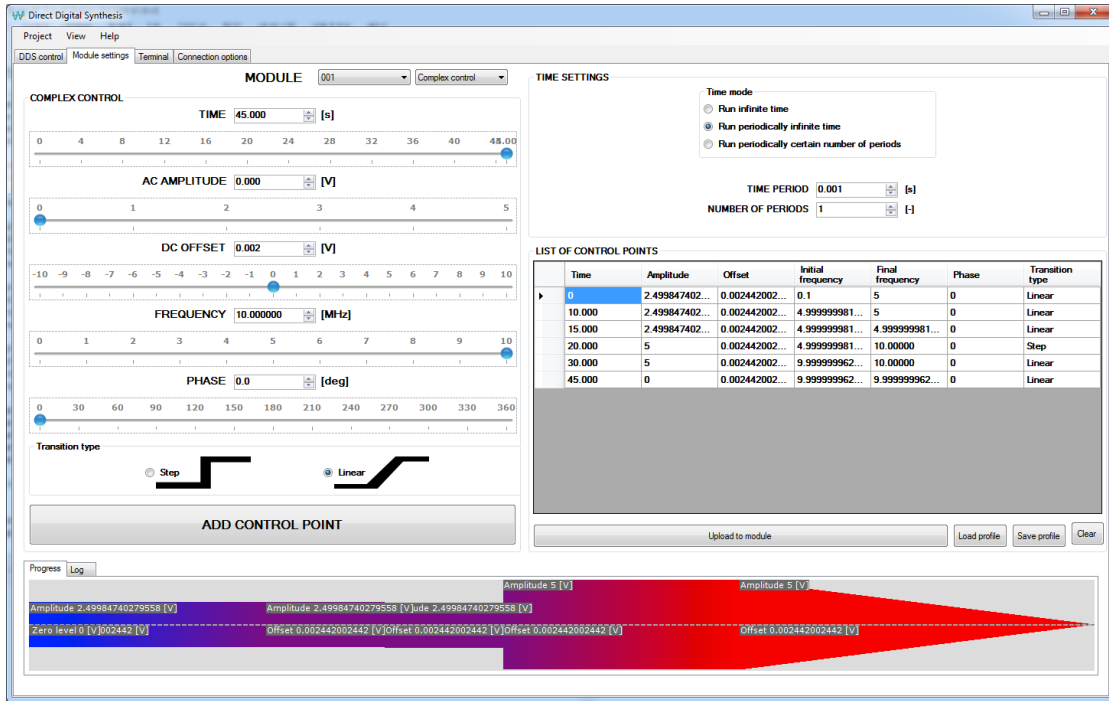 Direct Digital Synthesis
Project View Help
DDS control Module settings Terminal Connection options
MODULE 001 Complex control
COMPLEX CONTROL
TIME 45.000 [s]
0 4 8 12 16 20 24 28 32 36 40
AC AMPLITUDE 0.000 [V]
0 1 2 3 4 5
DC OFFSET 0.002 [V]
-10 -9 -8 -7 -6 -5 -4 -3 -2 -1 0 1 2 3 4 5 6 7 8 9 10
FREQUENCY 10.000000 [MHz]
0 1 2 3 4 5 6 7 8 9 10
PHASE 0.0 [deg]
0 30 60 90 120 150 180 210 240 270 300 330 360
Transition type
Step Linear
ADD CONTROL POINT
TIME SETTINGS
Time mode
Run infinite time
Run periodically infinite time
Run periodically certain number of periods
TIME PERIOD 0.001 [s]
NUMBER OF PERIODS 1 [-]
LIST OF CONTROL POINTS
Time Amplitude Offset Initial frequency Final frequency Phase Transition type
0 2.499847402... 0.002442002... 0.1 5 0 Linear
10.000 2.499847402... 0.002442002... 4.999999981... 5 0 Linear
15.000 2.499847402... 0.002442002... 4.999999981... 4.999999981... 0 Linear
20.000 5 0.002442002... 4.999999981... 10.00000 0 Step
30.000 5 0.002442002... 9.999999962... 10.00000 0 Linear
45.000 0 0.002442002... 9.999999962... 9.999999962... 0 Linear
Upload to module Load profile Save profile Clear
Progress Log
Amplitude 5 [V] Amplitude 5 [V]
Amplitude 2.49984740279558 [V] Amplitude 2.49984740279558 [V]ude 2.49984740279558 [V]
Zero level 0 [V]002442 [V] Offset 0.002442002442 [V]Offset 0.002442002442 [V]Offset 0.002442002442 [V] Offset 0.002442002442 [V]